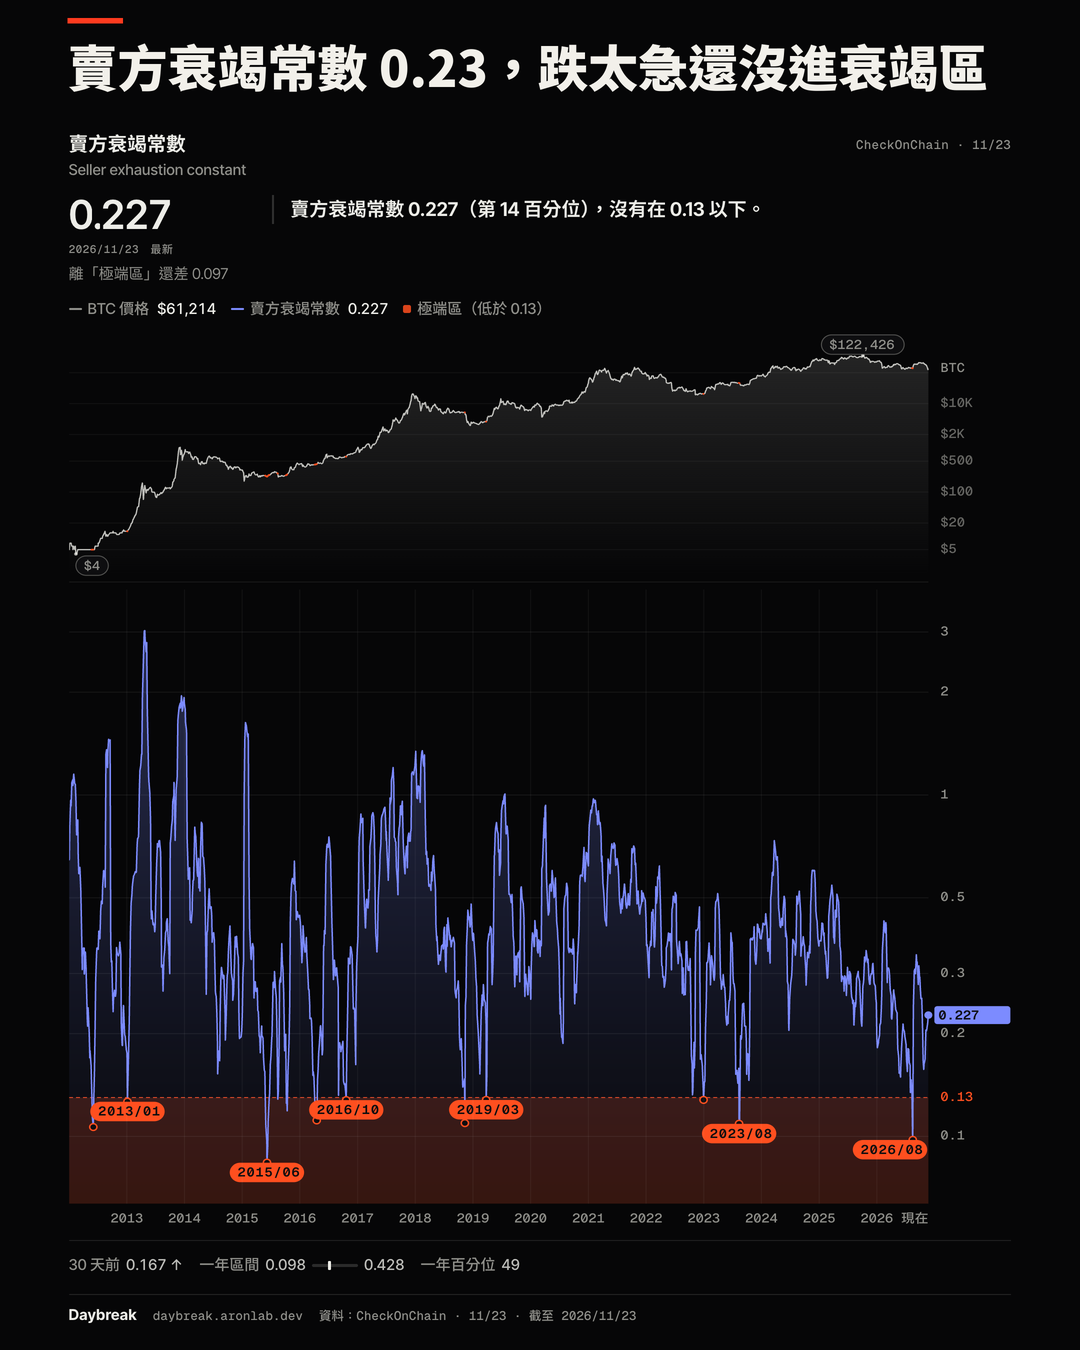 賣方衰竭常數 0.23，跌太急還沒進衰竭區
賣方衰竭常數
CheckOnChain · 11/23
Seller exhaustion constant
0.227
賣方衰竭常數 0.227（第 14 百分位），沒有在 0.13 以下。
2026/11/23 最新
離「極端區」還差 0.097
BTC 價格 $61,214 賣方衰竭常數 0.227 極端區（低於 0.13）
$122,426
BTC
$10K
$2K
$500
$100
$20
$5
$4
3
2
1
0.5
0.3
0.227
0.2
0.13
0.1
2013/01
2016/10
2019/03
2023/08
2026/08
2015/06
2013 2014 2015 2016 2017 2018 2019 2020 2021 2022 2023 2024 2025 2026 現在
30 天前 0.167 ↑ 一年區間 0.098 0.428 一年百分位 49
Daybreak daybreak.aronlab.dev 資料：CheckOnChain · 11/23 · 截至 2026/11/23